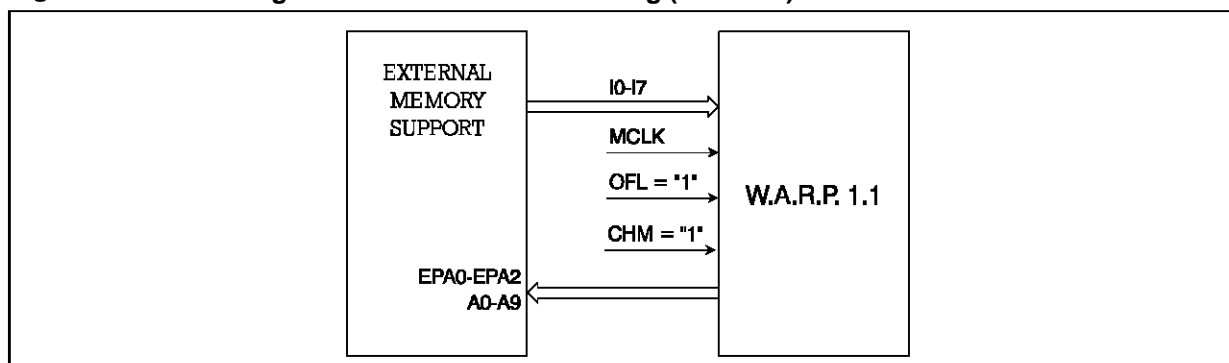 EXTERNAL
MEMORY
SUPPORT
I0-I7
MCLK
OFL = "1"
CHM = "1"
W.A.R.P. 1.1
EPA0-EPA2
A0-A9